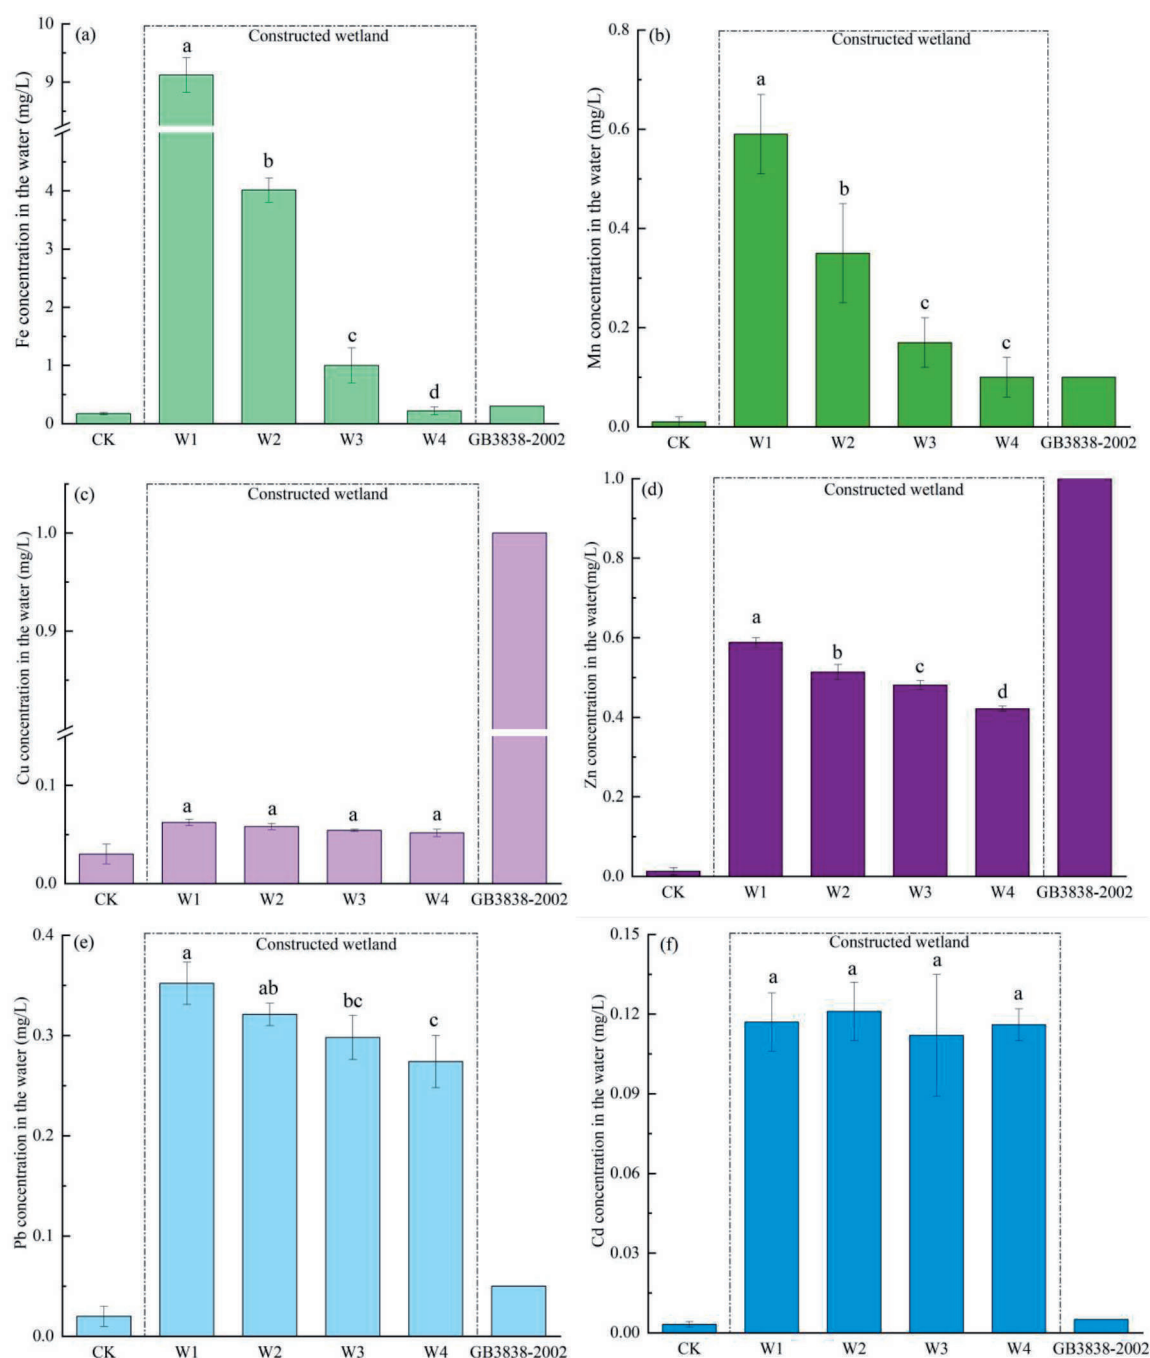 (a)
Constructed wetland
Fe concentration in the water (mg/L)
10
9
4
3
2
1
0
a
b
c
d
CK W1 W2 W3 W4 GB3838-2002
(b)
Constructed wetland
Mn concentration in the water (mg/L)
0.8
0.6
0.4
0.2
0.0
a
b
c
c
CK W1 W2 W3 W4 GB3838-2002
(c)
Constructed wetland
Cu concentration in the water (mg/L)
1.0
0.9
0.1
0.0
a a a a
CK W1 W2 W3 W4 GB3838-2002
(d)
Constructed wetland
Zn concentration in the water(mg/L)
1.0
0.8
0.6
0.4
0.2
0.0
a
b
c
d
CK W1 W2 W3 W4 GB3838-2002
(e)
Constructed wetland
Pb concentration in the water (mg/L)
0.4
0.3
0.2
0.1
0.0
a
ab
bc
c
CK W1 W2 W3 W4 GB3838-2002
(f)
Constructed wetland
Cd concentration in the water (mg/L)
0.15
0.12
0.09
0.06
0.03
0.00
a a a a
CK W1 W2 W3 W4 GB3838-2002